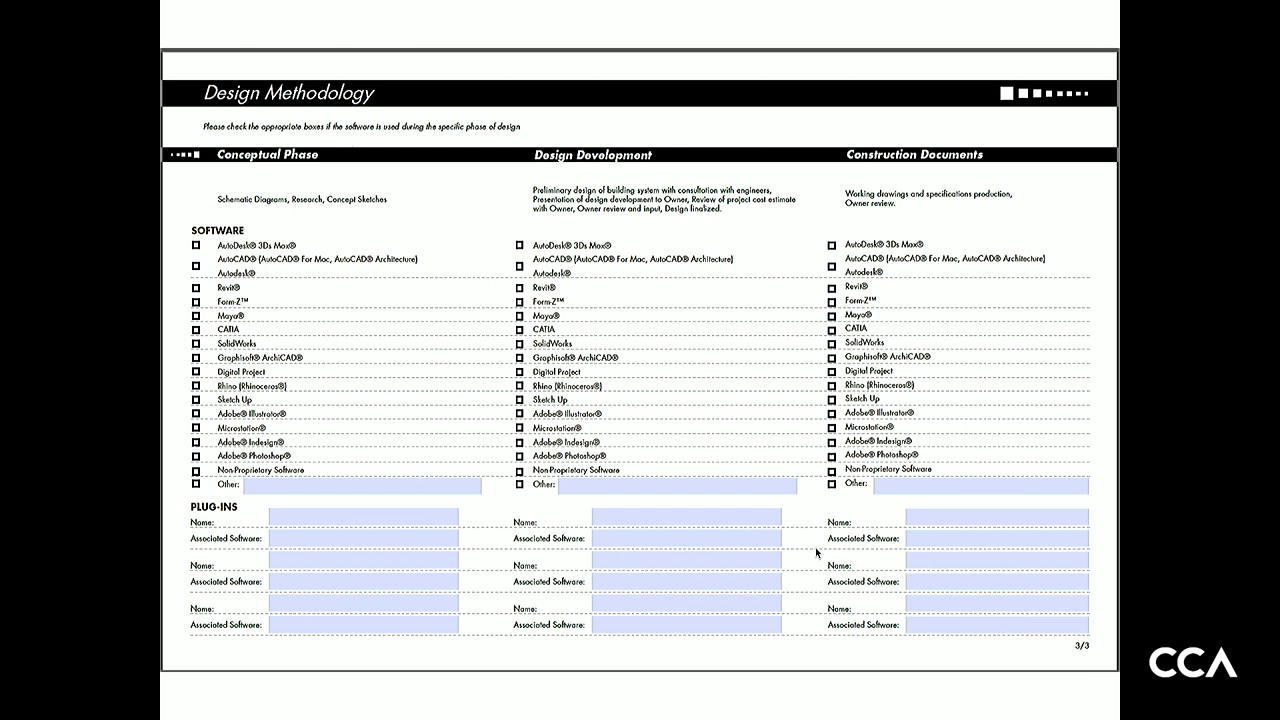 Design Methodology
Please check the appropriate boxes if the software is used during the specific phase of design
Conceptual Phase
Schematic Diagrams, Research, Concept Sketches
SOFTWARE
AutoDesk® 3Ds Max®
AutoCAD® (AutoCAD® For Mac, AutoCAD® Architecture)
Autodesk®
Revit®
Form-Z™
Maya®
CATIA
SolidWorks
Graphisoft® ArchiCAD®
Digital Project
Rhino (Rhinoceros®)
Sketch Up
Adobe® Illustrator®
Microstation®
Adobe® Indesign®
Adobe® Photoshop®
Non-Proprietary Software
Other:
PLUG-INS
Name:
Associated Software:
Name:
Associated Software:
Name:
Associated Software:
Design Development
Preliminary design of building system with consultation with engineers,
Presentation of design development to Owner, Review of project cost estimate
with Owner, Owner review and input, Design finalized.
AutoDesk® 3Ds Max®
AutoCAD® (AutoCAD® For Mac, AutoCAD® Architecture)
Autodesk®
Revit®
Form-Z™
Maya®
CATIA
SolidWorks
Graphisoft® ArchiCAD®
Digital Project
Rhino (Rhinoceros®)
Sketch Up
Adobe® Illustrator®
Microstation®
Adobe® Indesign®
Adobe® Photoshop®
Non-Proprietary Software
Other:
Name:
Associated Software:
Name:
Associated Software:
Name:
Associated Software:
Construction Documents
Working drawings and specifications production,
Owner review.
AutoDesk® 3Ds Max®
AutoCAD® (AutoCAD® For Mac, AutoCAD® Architecture)
Autodesk®
Revit®
Form-Z™
Maya®
CATIA
SolidWorks
Graphisoft® ArchiCAD®
Digital Project
Rhino (Rhinoceros®)
Sketch Up
Adobe® Illustrator®
Microstation®
Adobe® Indesign®
Adobe® Photoshop®
Non-Proprietary Software
Other:
Name:
Associated Software:
Name:
Associated Software:
Name:
Associated Software:
3/3
CCA